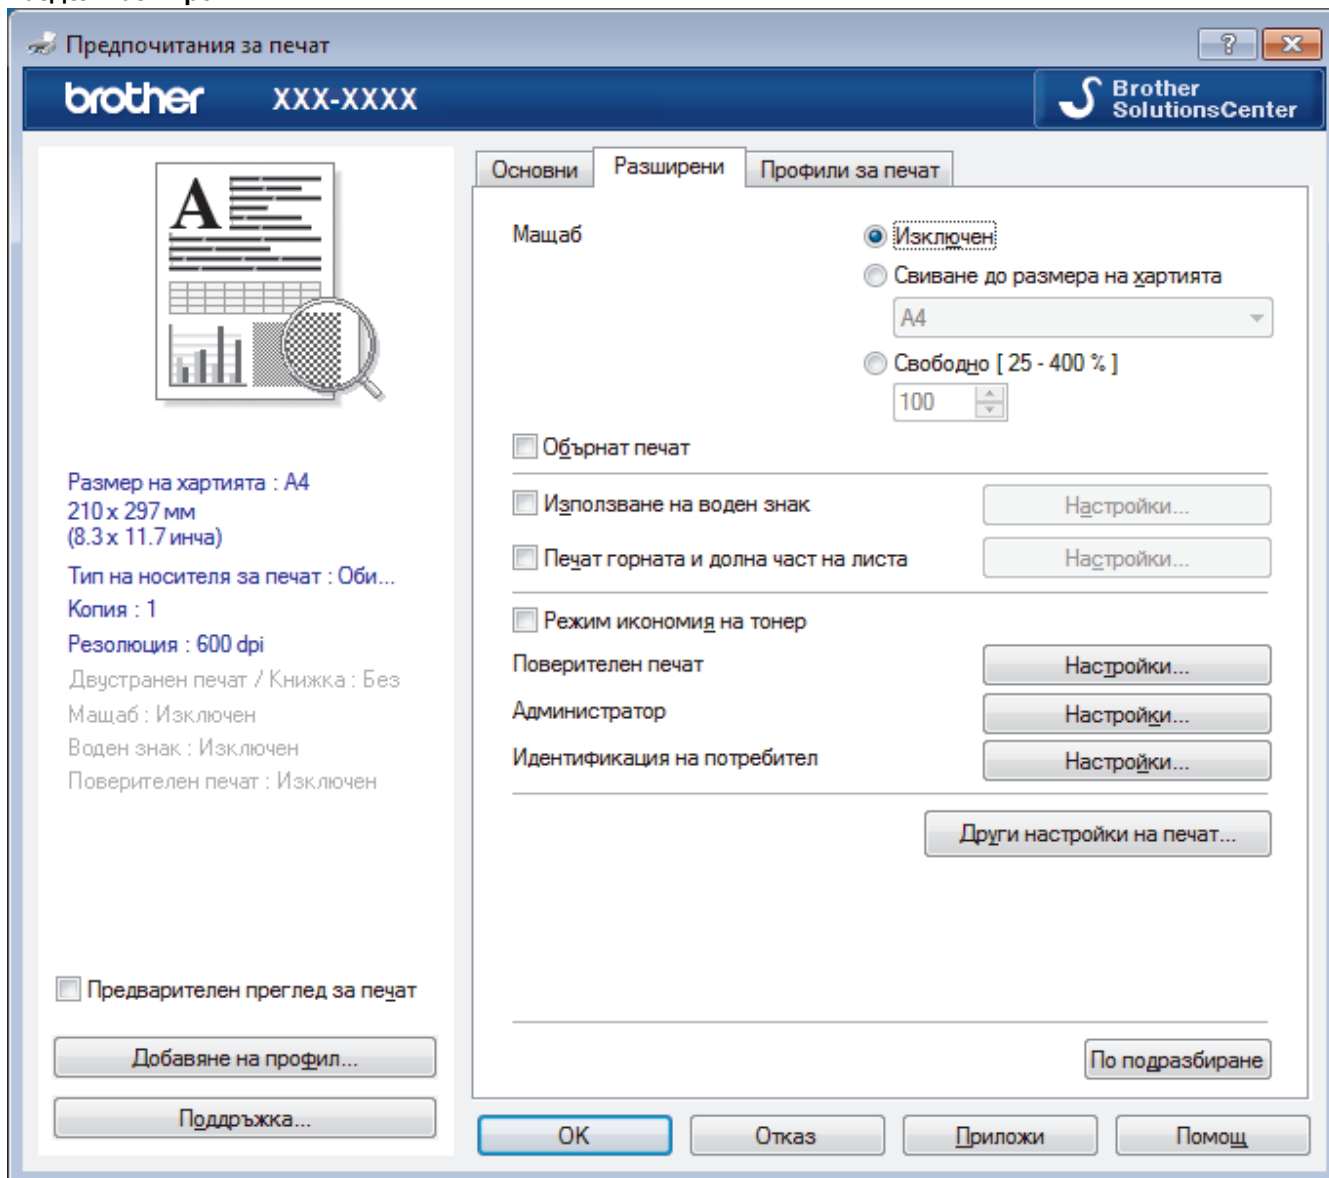 Предпочитания за печат
brother XXX-XXXX
Brother
SolutionsCenter
Основни Разширени Профили за печат
A
Размер на хартията : A4
210 x 297 мм
(8.3 x 11.7 инча)
Тип на носителя за печат : Оби...
Копия : 1
Резолюция : 600 dpi
Двустранен печат / Книжка : Без
Мащаб : Изключен
Воден знак : Изключен
Поверителен печат : Изключен
Предварителен преглед за печат
Добавяне на профил...
Поддръжка...
Мащаб
Изключен
Свиване до размера на хартията
A4
Свободно [ 25 - 400 % ]
100
Обърнат печат
Използване на воден знак Настройки...
Печат горната и долна част на листа Настройки...
Режим икономия на тонер
Поверителен печат Настройки...
Администратор Настройки...
Идентификация на потребител Настройки...
Други настройки на печат...
По подразбиране
OK Отказ Приложи Помощ